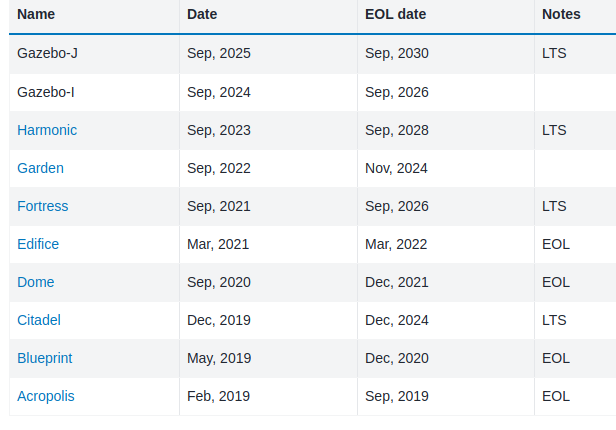 Name Date EOL date Notes
Gazebo-J Sep, 2025 Sep, 2030 LTS
Gazebo-I Sep, 2024 Sep, 2026
Harmonic Sep, 2023 Sep, 2028 LTS
Garden Sep, 2022 Nov, 2024
Fortress Sep, 2021 Sep, 2026 LTS
Edifice Mar, 2021 Mar, 2022 EOL
Dome Sep, 2020 Dec, 2021 EOL
Citadel Dec, 2019 Dec, 2024 LTS
Blueprint May, 2019 Dec, 2020 EOL
Acropolis Feb, 2019 Sep, 2019 EOL